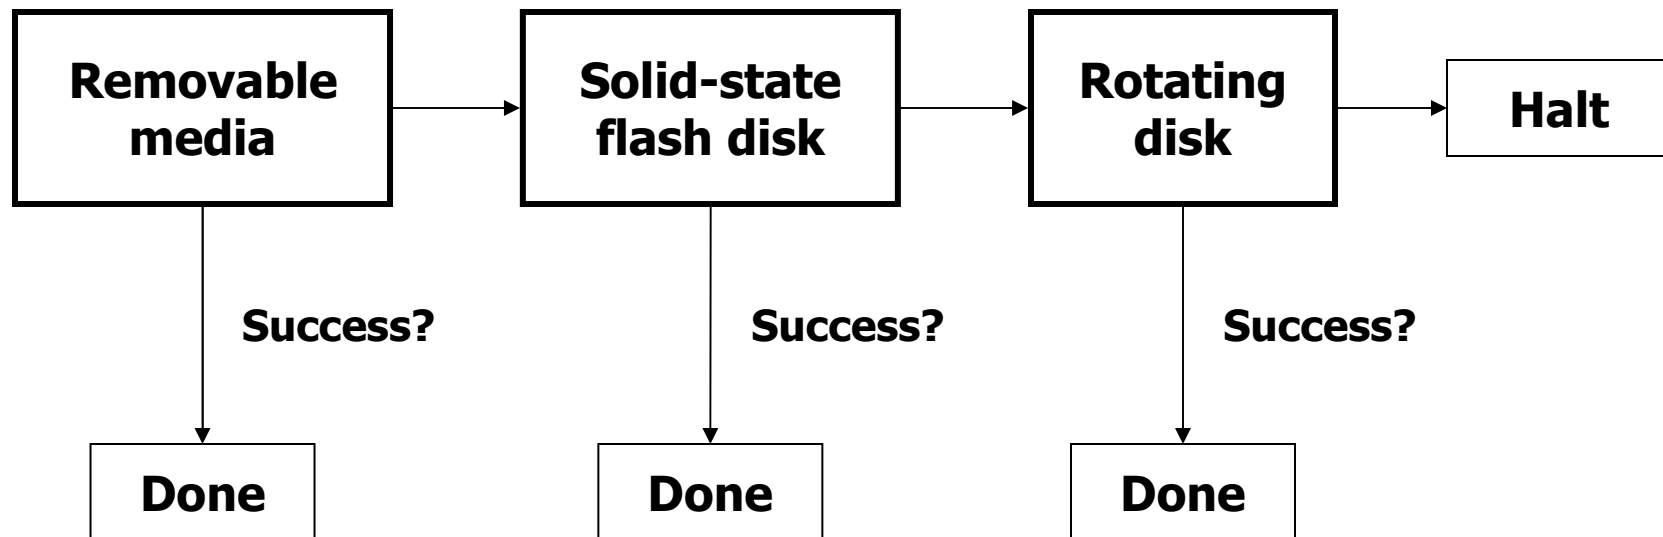 Removable
media
Solid-state
flash disk
Rotating
disk
Halt
Success?
Success?
Success?
Done
Done
Done